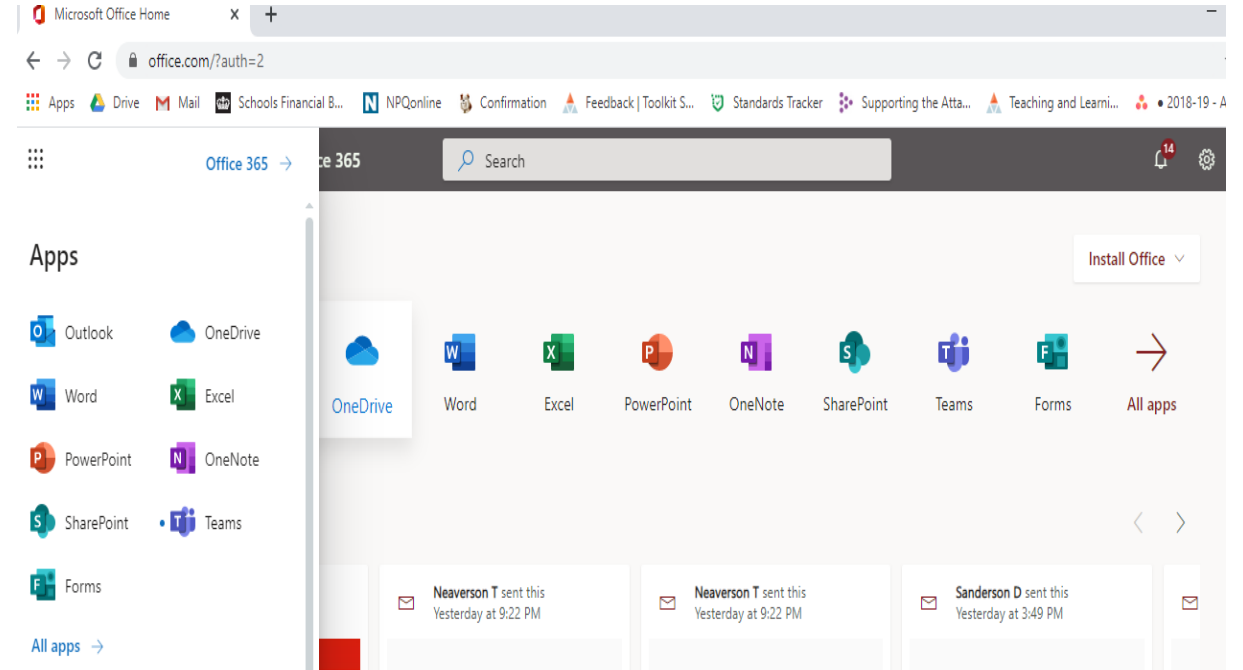 Microsoft Office Home
office.com/?auth=2
Apps Drive Mail Schools Financial B... NPQonline Confirmation Feedback | Toolkit S... Standards Tracker Supporting the Atta... Teaching and Learni... • 2018-19 - A
Office 365 → ce 365 Search 14
Apps
Install Office
Outlook OneDrive
Word Excel
OneDrive Word Excel PowerPoint OneNote SharePoint Teams Forms All apps
PowerPoint OneNote
SharePoint • Teams
Forms
Neaverson T sent this
Yesterday at 9:22 PM
Neaverson T sent this
Yesterday at 9:22 PM
Sanderson D sent this
Yesterday at 3:49 PM
All apps →